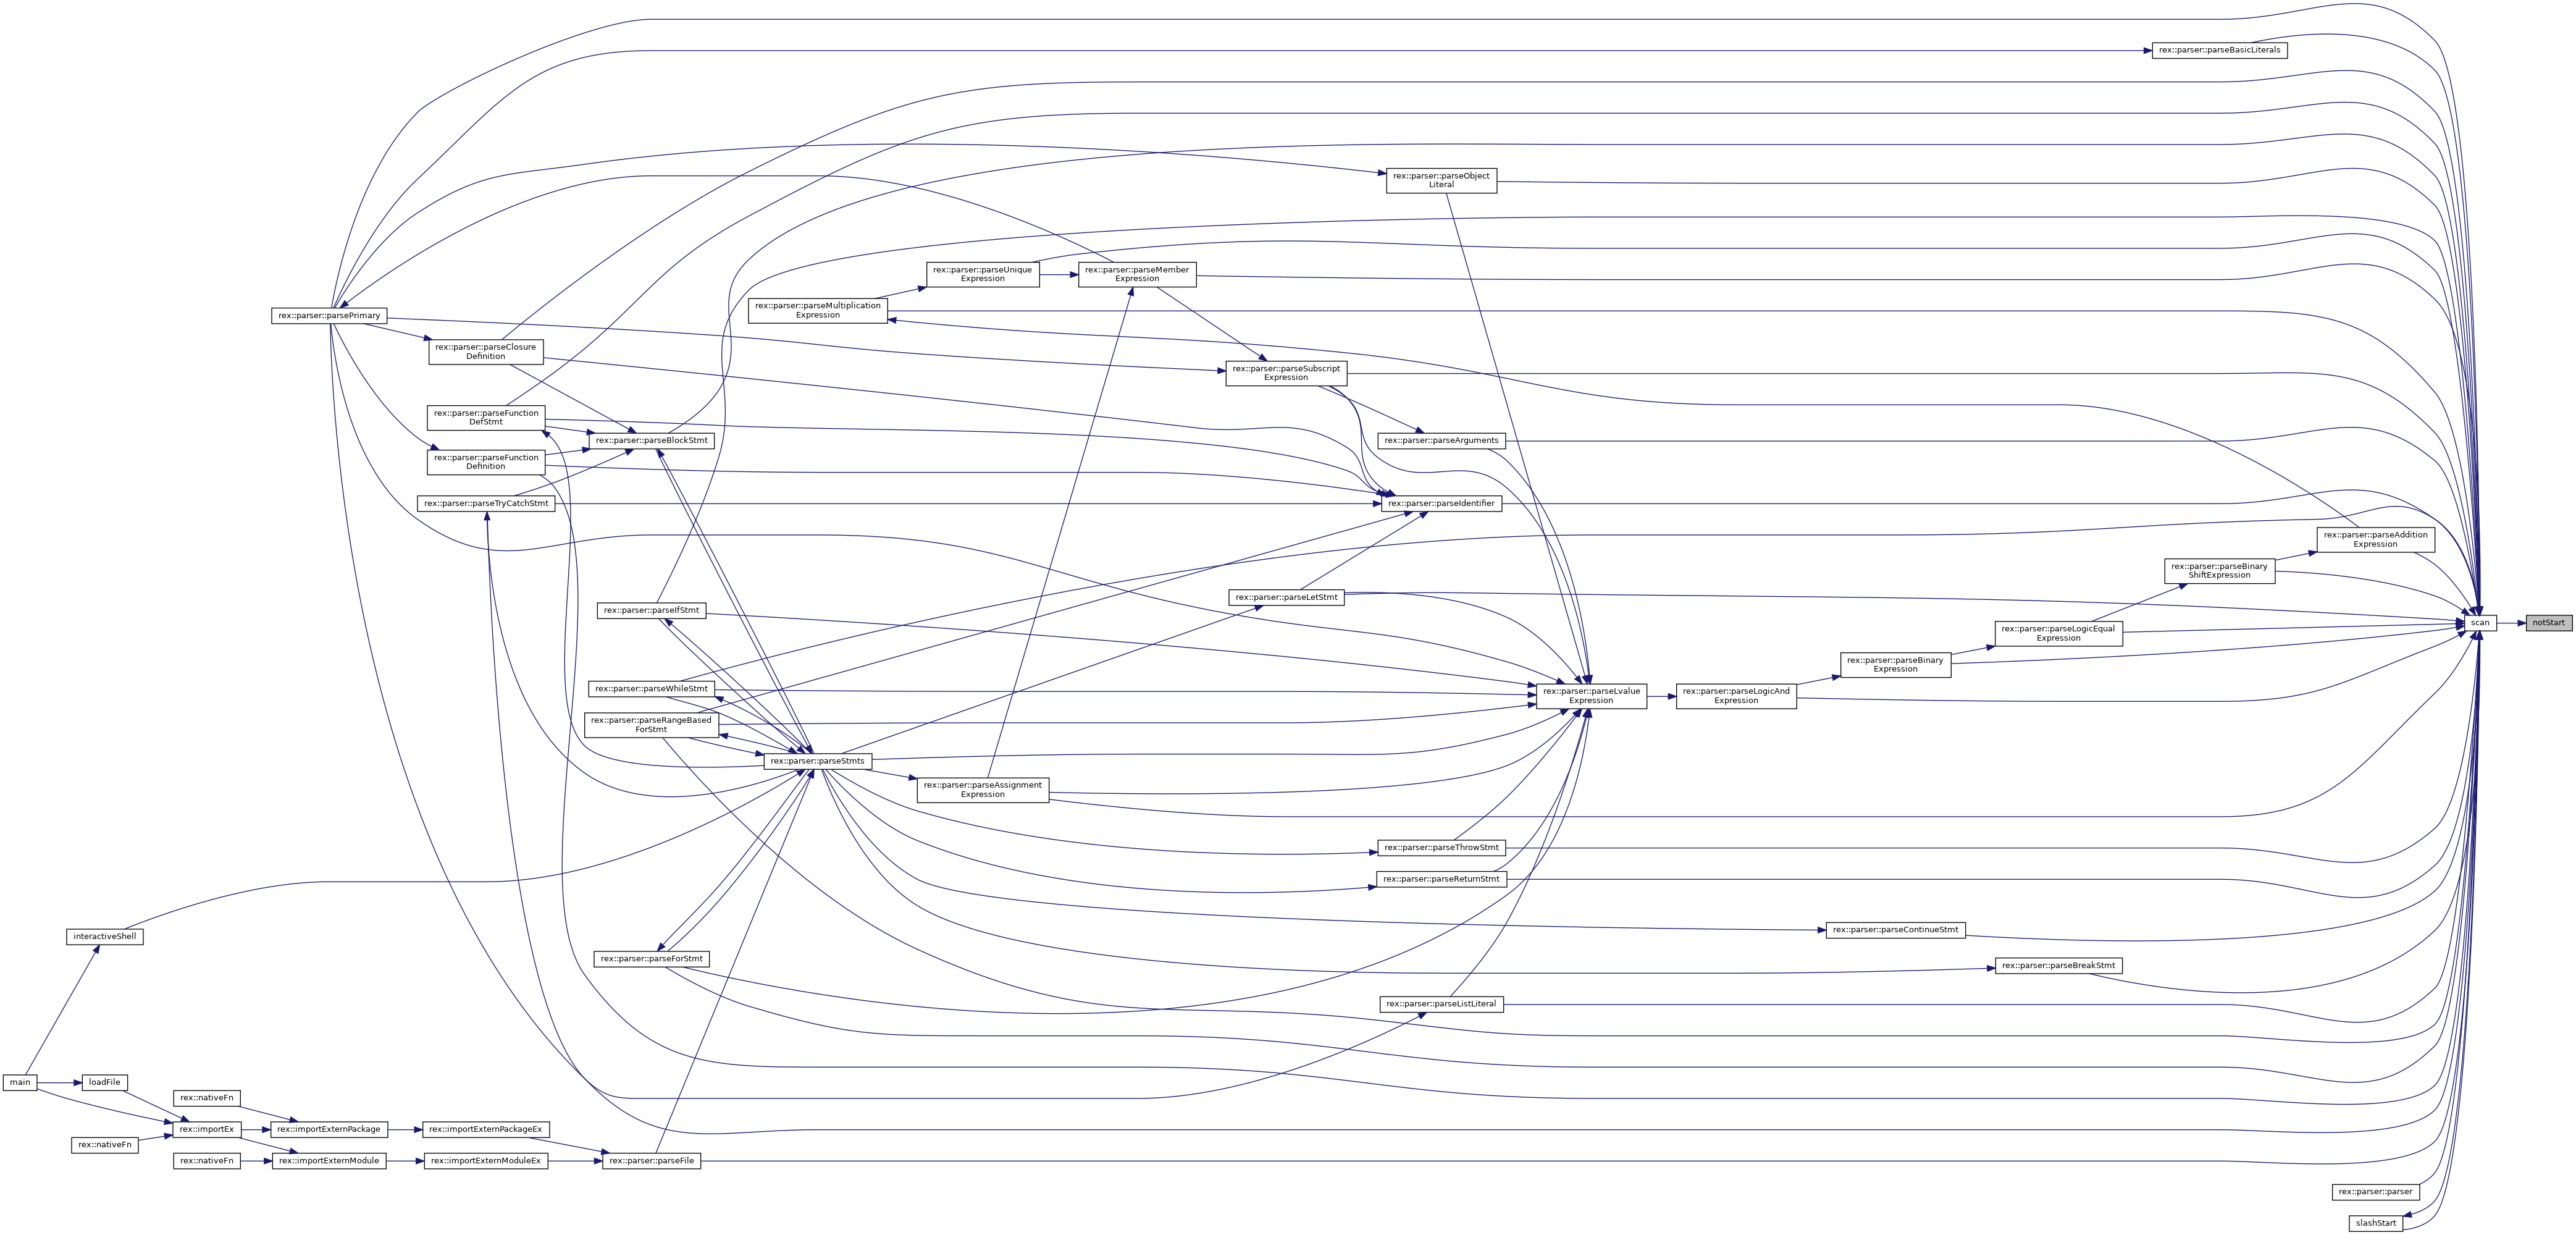 rex::parser::parseBasicLiterals
rex::parser::parseObject
Literal
rex::parser::parseUnique
Expression
rex::parser::parseMember
Expression
rex::parser::parseMultiplication
Expression
rex::parser::parsePrimary
rex::parser::parseClosure
Definition
rex::parser::parseSubscript
Expression
rex::parser::parseFunction
DefStmt
rex::parser::parseBlockStmt
rex::parser::parseArguments
rex::parser::parseFunction
Definition
rex::parser::parseTryCatchStmt
rex::parser::parseIdentifier
rex::parser::parseAddition
Expression
rex::parser::parseBinary
ShiftExpression
rex::parser::parseLetStmt
rex::parser::parseIfStmt
scan
notStart
rex::parser::parseLogicEqual
Expression
rex::parser::parseBinary
Expression
rex::parser::parseWhileStmt
rex::parser::parseLvalue
Expression
rex::parser::parseLogicAnd
Expression
rex::parser::parseRangeBased
ForStmt
rex::parser::parseStmts
rex::parser::parseAssignment
Expression
rex::parser::parseThrowStmt
rex::parser::parseReturnStmt
interactiveShell
rex::parser::parseContinueStmt
rex::parser::parseForStmt
rex::parser::parseBreakStmt
rex::parser::parseListLiteral
main
loadFile
rex::nativeFn
rex::importEx
rex::importExternPackage
rex::importExternPackageEx
rex::nativeFn
rex::nativeFn
rex::importExternModule
rex::importExternModuleEx
rex::parser::parseFile
rex::parser::parser
slashStart